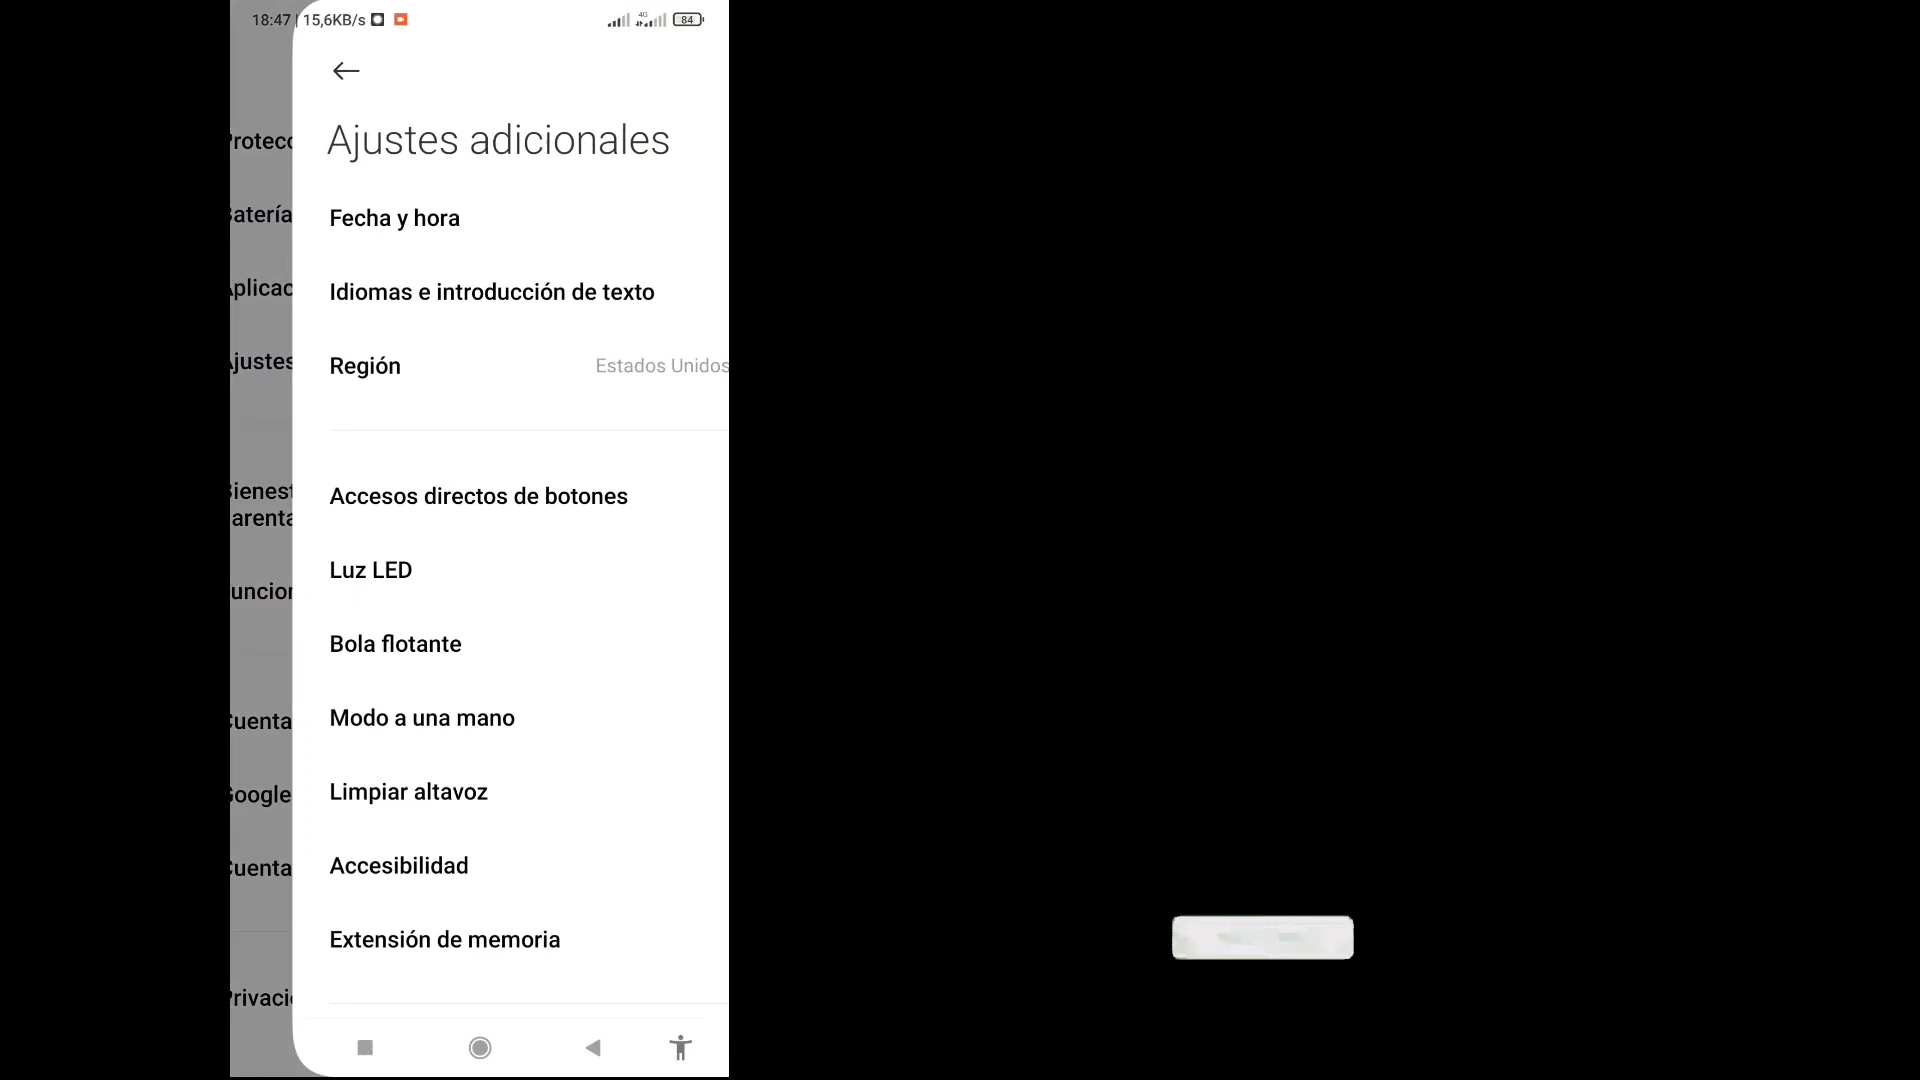 18:47 | 15,6KB/s
4G
84
Ajustes adicionales
Fecha y hora
Idiomas e introducción de texto
Región
Estados Unidos
Accesos directos de botones
Luz LED
Bola flotante
Modo a una mano
Limpiar altavoz
Accesibilidad
Extensión de memoria